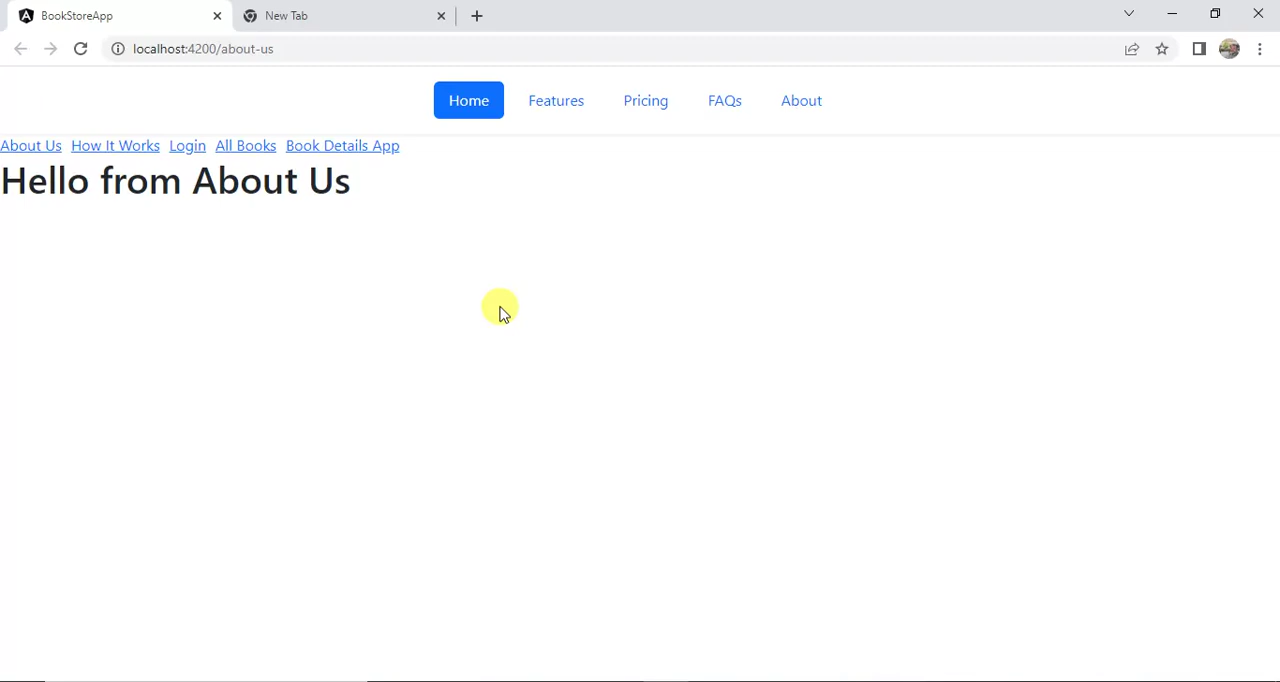 BookStoreApp New Tab
localhost:4200/about-us
Home Features Pricing FAQs About
About Us How It Works Login All Books Book Details App
Hello from About Us